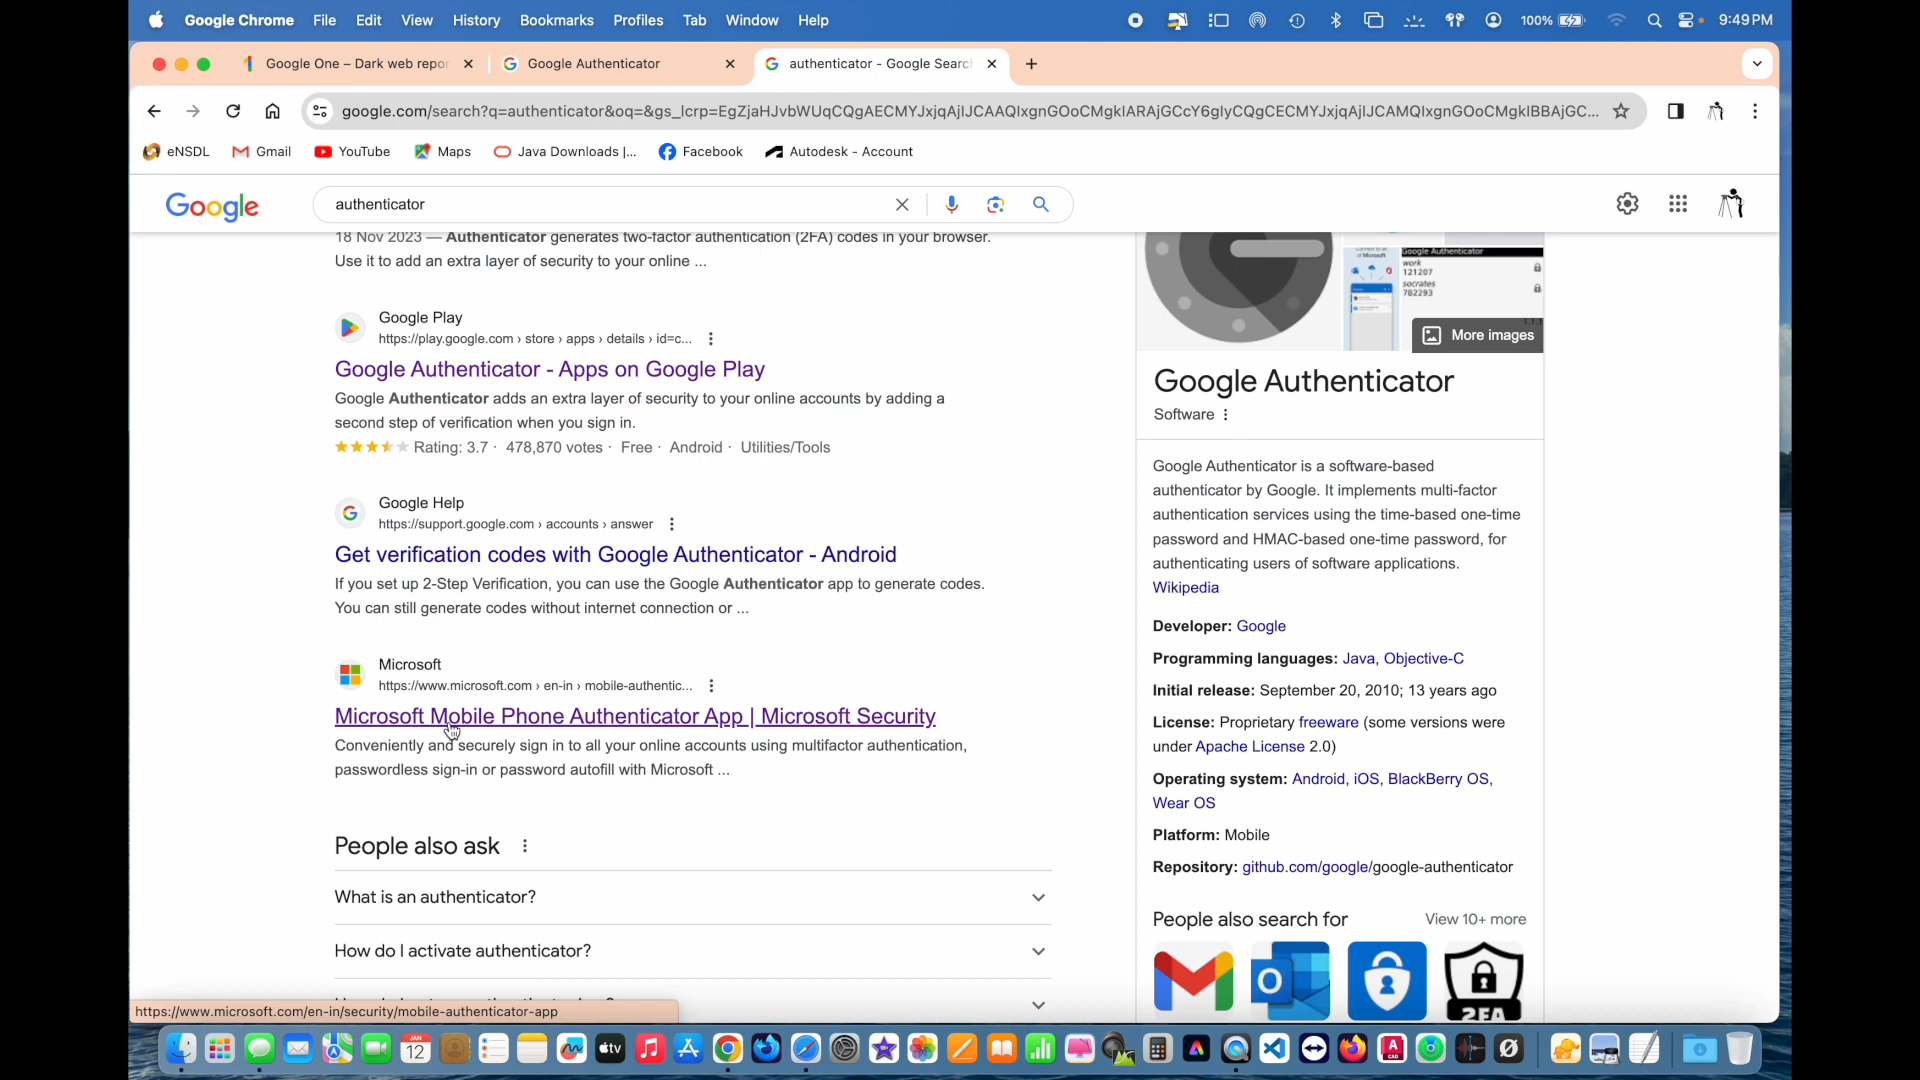 Google Chrome File Edit View History Bookmarks Profiles Tab Window Help 100% 9:49 PM
Google One – Dark web repor Google Authenticator authenticator - Google Searc
google.com/search?q=authenticator&oq=&gs_lcrp=EgZjaHJvbWUqCQgAECMYJxjqAjIJCAAQIxgnGOoCMgkIARAjGCcY6gIyCQgCECMYJxjqAjIJCAMQIxgnGOoCMgkIBBAjGC...
eNSDL Gmail YouTube Maps Java Downloads |... Facebook Autodesk - Account
Google authenticator
18 Nov 2023 — Authenticator generates two-factor authentication (2FA) codes in your browser.
Use it to add an extra layer of security to your online ...
Google Play
https://play.google.com › store › apps › details › id=c...
Google Authenticator - Apps on Google Play
Google Authenticator adds an extra layer of security to your online accounts by adding a
second step of verification when you sign in.
Rating: 3.7 · 478,870 votes · Free · Android · Utilities/Tools
Google Help
https://support.google.com › accounts › answer
Get verification codes with Google Authenticator - Android
If you set up 2-Step Verification, you can use the Google Authenticator app to generate codes.
You can still generate codes without internet connection or ...
Microsoft
https://www.microsoft.com › en-in › mobile-authentic...
Microsoft Mobile Phone Authenticator App | Microsoft Security
Conveniently and securely sign in to all your online accounts using multifactor authentication,
passwordless sign-in or password autofill with Microsoft ...
People also ask
What is an authenticator?
How do I activate authenticator?
https://www.microsoft.com/en-in/security/mobile-authenticator-app
Google Authenticator
work
121207
socrates
782293
of Microsoft
More images
Google Authenticator
Software
Google Authenticator is a software-based
authenticator by Google. It implements multi-factor
authentication services using the time-based one-time
password and HMAC-based one-time password, for
authenticating users of software applications.
Wikipedia
Developer: Google
Programming languages: Java, Objective-C
Initial release: September 20, 2010; 13 years ago
License: Proprietary freeware (some versions were
under Apache License 2.0)
Operating system: Android, iOS, BlackBerry OS,
Wear OS
Platform: Mobile
Repository: github.com/google/google-authenticator
People also search for View 10+ more
2FA
JAN
12
tv